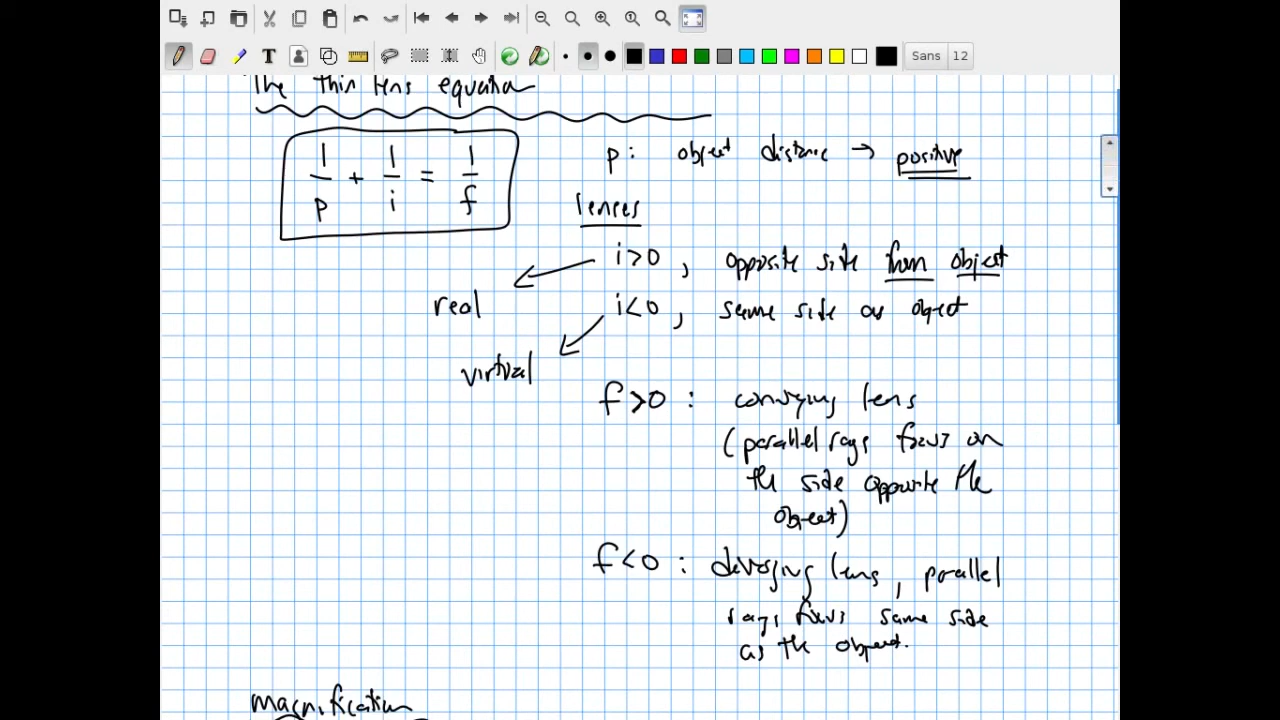 Sans 12
The thin lens equation
1/p + 1/i = 1/f
p: object distance → positive
lenses
i>0, opposite side from object
real
i<0, same side as object
virtual
f>0: converging lens
(parallel rays focus on
the side opposite the
object)
f<0: diverging lens, parallel
rays focus same side
as the object.
magnification